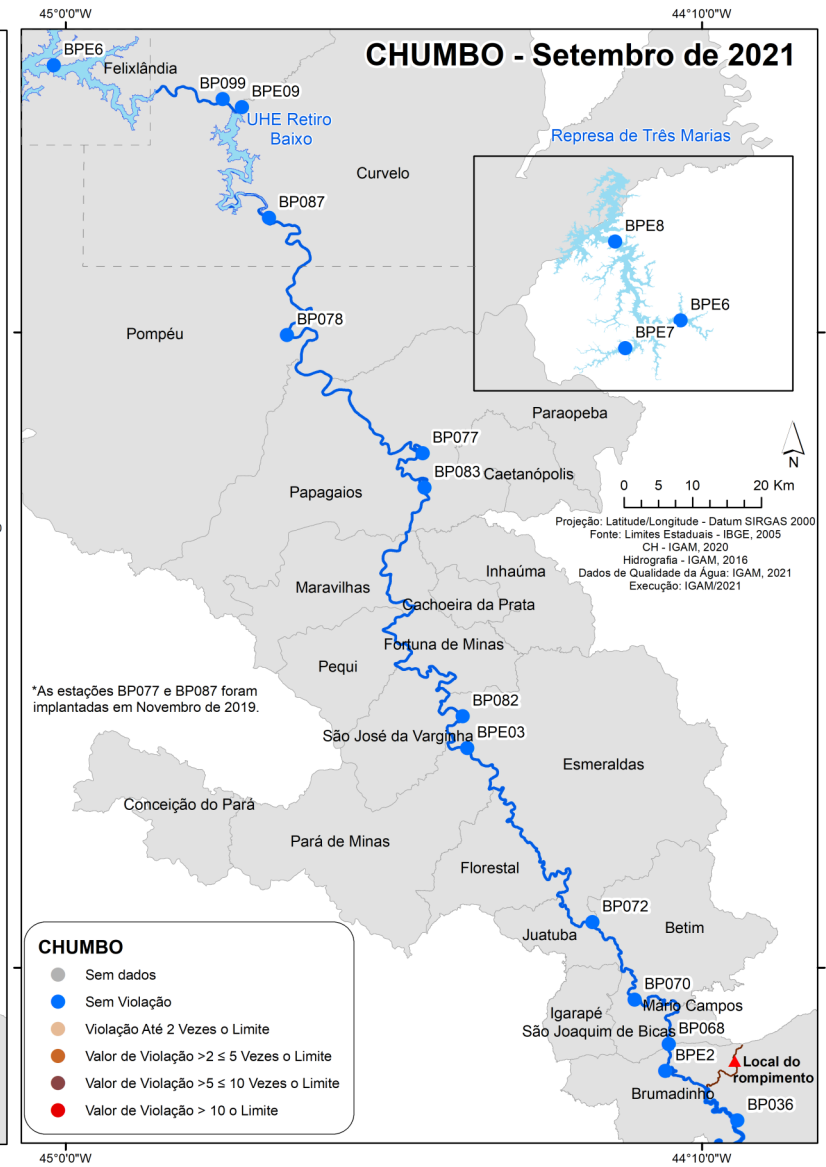 45°0'0"W
44°10'0"W
CHUMBO - Setembro de 2021
BPE6
Felixlândia
BP099
BPE09
UHE Retiro
Baixo
Represa de Três Marias
Curvelo
BP087
BPE8
BPE6
BPE7
BP078
Pompéu
Paraopeba
BP077
BP083
Caetanópolis
Papagaios
N
0 5 10 20 Km
Projeção: Latitude/Longitude - Datum SIRGAS 2000
Fonte: Limites Estaduais - IBGE, 2005
CH - IGAM, 2020
Hidrografia - IGAM, 2016
Dados de Qualidade da Água: IGAM, 2021
Execução: IGAM/2021
Inhaúma
Maravilhas
Cachoeira da Prata
Fortuna de Minas
Pequi
*As estações BP077 e BP087 foram
implantadas em Novembro de 2019.
BP082
São José da Varginha
BPE03
Esmeraldas
Conceição do Pará
Pará de Minas
Florestal
BP072
Juatuba
Betim
BP070
Mário Campos
Igarapé
São Joaquim de Bicas
BP068
BPE2
Local do
rompimento
Brumadinho
BP036
CHUMBO
Sem dados
Sem Violação
Violação Até 2 Vezes o Limite
Valor de Violação >2 ≤ 5 Vezes o Limite
Valor de Violação >5 ≤ 10 Vezes o Limite
Valor de Violação > 10 o Limite
45°0'0"W
44°10'0"W